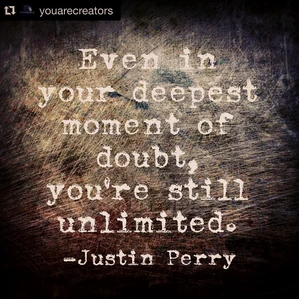 youarecreators
Even in
your deepest
moment of
doubt,
you're still
unlimited.
-Justin Perry